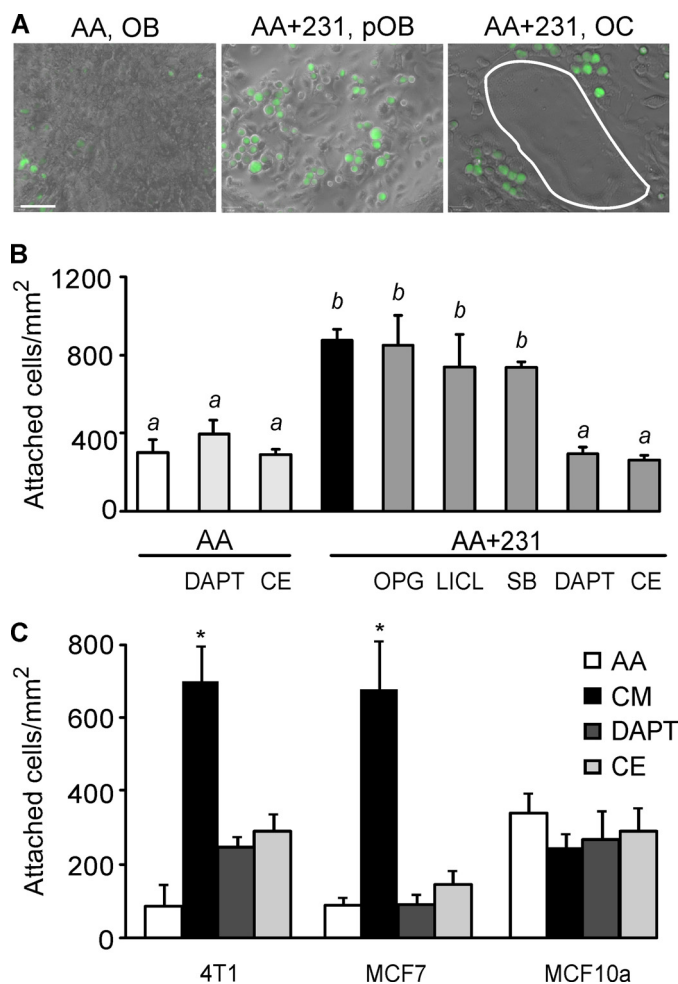 A
AA, OB
AA+231, pOB
AA+231, OC
B
Attached cells/mm2
1200
800
400
0
a
a
a
b
b
b
b
a
a
AA
AA+231
DAPT CE OPG LICL SB DAPT CE
C
Attached cells/mm2
800
600
400
200
0
*
*
AA
CM
DAPT
CE
4T1 MCF7 MCF10a